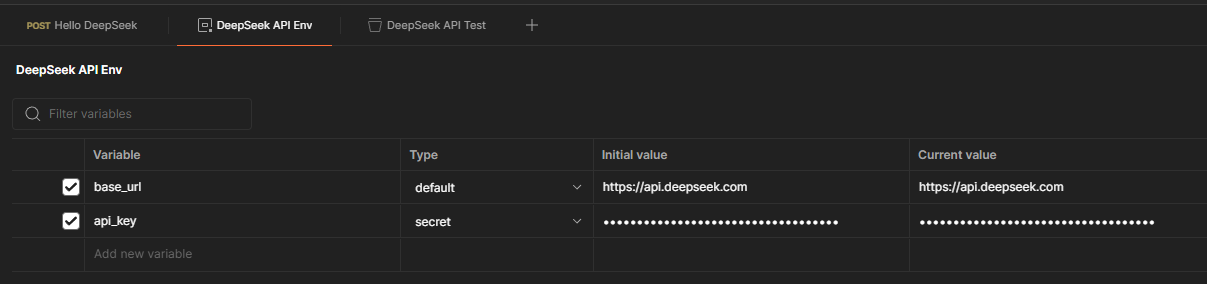 POST Hello DeepSeek DeepSeek API Env DeepSeek API Test
DeepSeek API Env
Filter variables
Variable Type Initial value Current value
base_url default https://api.deepseek.com https://api.deepseek.com
api_key secret •••••••••••••••••••••••••••••••••• ••••••••••••••••••••••••••••••••••
Add new variable